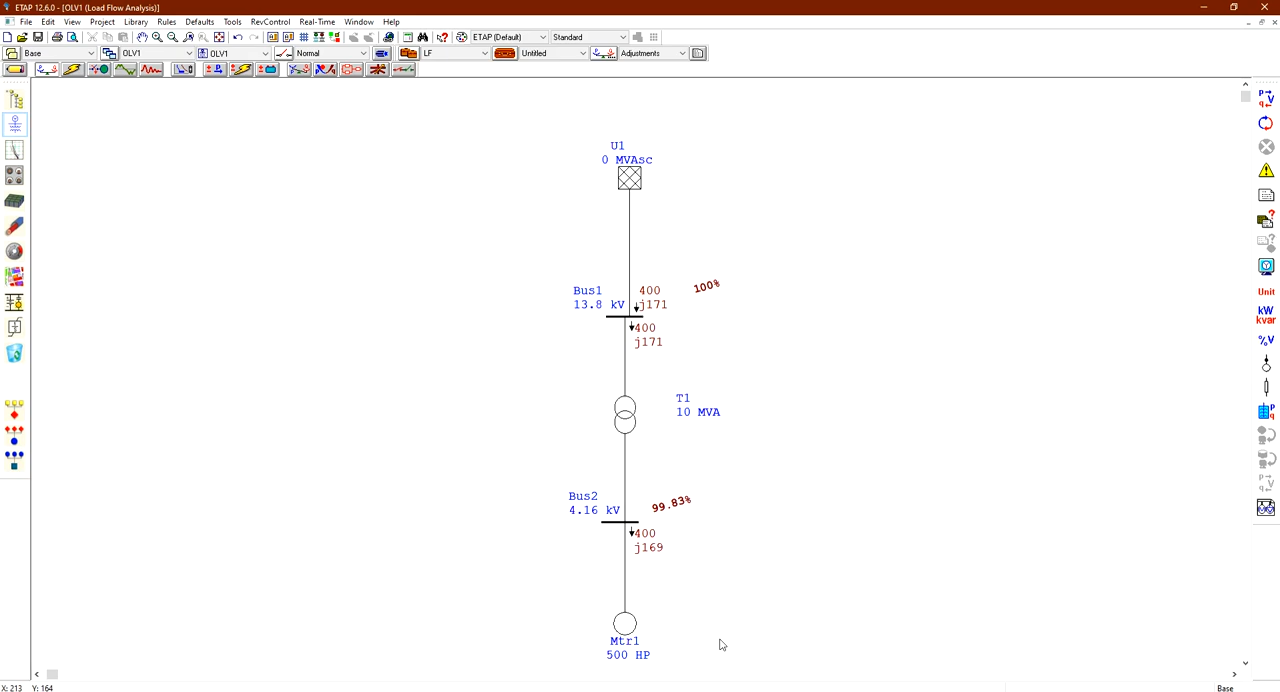 ETAP 12.6.0 - [OLV1 (Load Flow Analysis)]
File Edit View Project Library Rules Defaults Tools RevControl Real-Time Window Help
ETAP (Default) Standard
Base OLV1 OLV1 Normal LF Untitled Adjustments
U1
0 MVAsc
Bus1
13.8 kV
400
j171
100%
400
j171
T1
10 MVA
Bus2
4.16 kV
99.83%
400
j169
Mtr1
500 HP
Unit
kW
kvar
%V
X: 213 Y: 164
Base